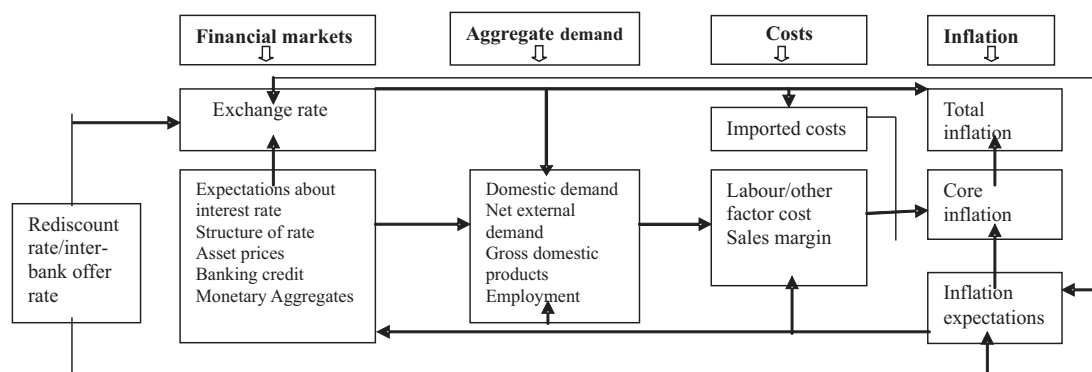 Financial markets
Aggregate demand
Costs
Inflation
Exchange rate
Imported costs
Total
inflation
Rediscount
rate/inter-
bank offer
rate
Expectations about
interest rate
Structure of rate
Asset prices
Banking credit
Monetary Aggregates
Domestic demand
Net external
demand
Gross domestic
products
Employment
Labour/other
factor cost
Sales margin
Core
inflation
Inflation
expectations